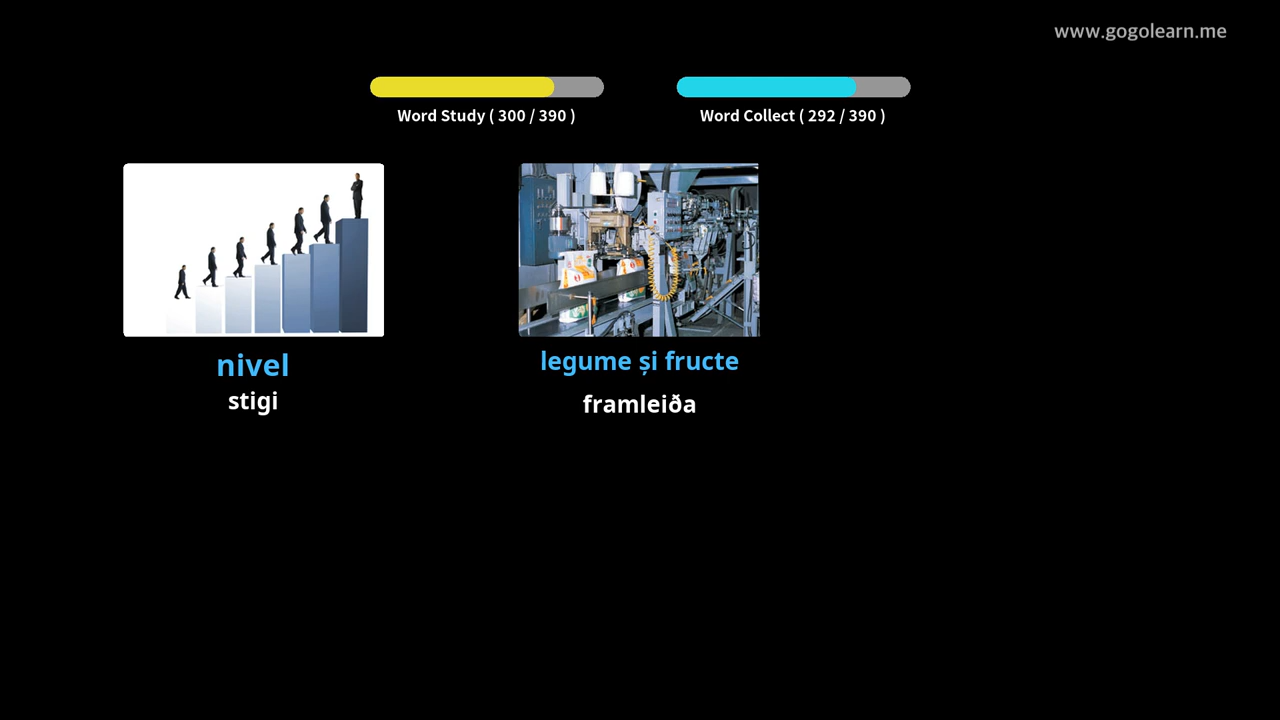 www.gogolearn.me
Word Study ( 300 / 390 )
Word Collect ( 292 / 390 )
nivel
stigi
legume și fructe
framleiða